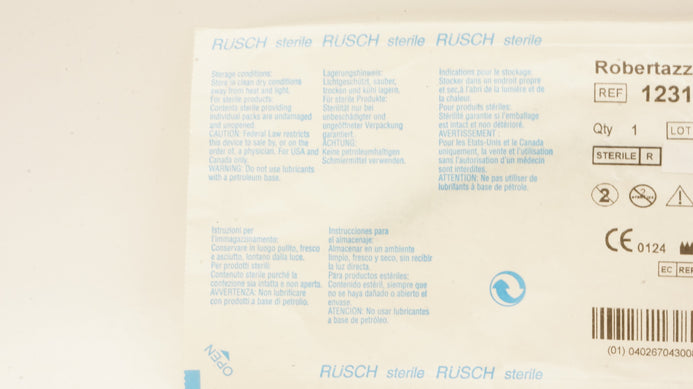 RÜSCH sterile RÜSCH sterile RÜSCH sterile
Storage conditions:
Store in clean dry conditions
away from heat and light.
For sterile products:
Contents sterile providing
individual packs are undamaged
and unopened.
CAUTION: Federal Law restricts
this device to sale by, or on the
order of, a physician. For USA and
Canada only.
WARNING: Do not use lubricants
with a petroleum base.
Lagerungshinweis:
Lichtgeschützt, sauber,
trocken und kühl lagern.
Für sterile Produkte:
Sterilität nur bei
unbeschädigter und
ungeöffneter Verpackung
garantiert.
ACHTUNG:
Keine petroleumhaltigen
Schmiermittel verwenden.
Indications pour le stockage.
Stocker dans un endroit propre
et sec,à l'abri de la lumière et de
la chaleur.
Pour produits stériles:
Stérilité garantie si l'emballage
est intact et non détérioré.
AVERTISSEMENT :
Pour les Etats-Unis et le Canada
uniquement, la vente et l'utilisation
sans l'autorisation d'un médecin
sont interdites.
ATTENTION: Ne pas utiliser de
lubrifants à base de pétrole.
Istruzioni per
l'immagazinamento:
Conservare in luogo pulito, fresco
e asciutto, lontano dalla luce.
Per prodotti sterili:
Contenuto sterile purché la
confezione sia intatta e non aperta.
AVVERTENZA: Non lubrificare
con prodotti a base di petrolio.
Instrucciones para
el almacenaje:
Almacenar en un ambiente
limpio, fresco y seco, sin recibir
la luz directa.
Para productos estériles:
Contenido estéril, siempre que
no se haya dañado o abierto el
envase.
ATENCIÓN: No usar lubricantes
a base de petróleo.
OPEN
RÜSCH sterile RÜSCH sterile
Robertazz
REF 1231
Qty 1 LOT
STERILE R
2
CE 0124
EC REP
(01) 040267043008